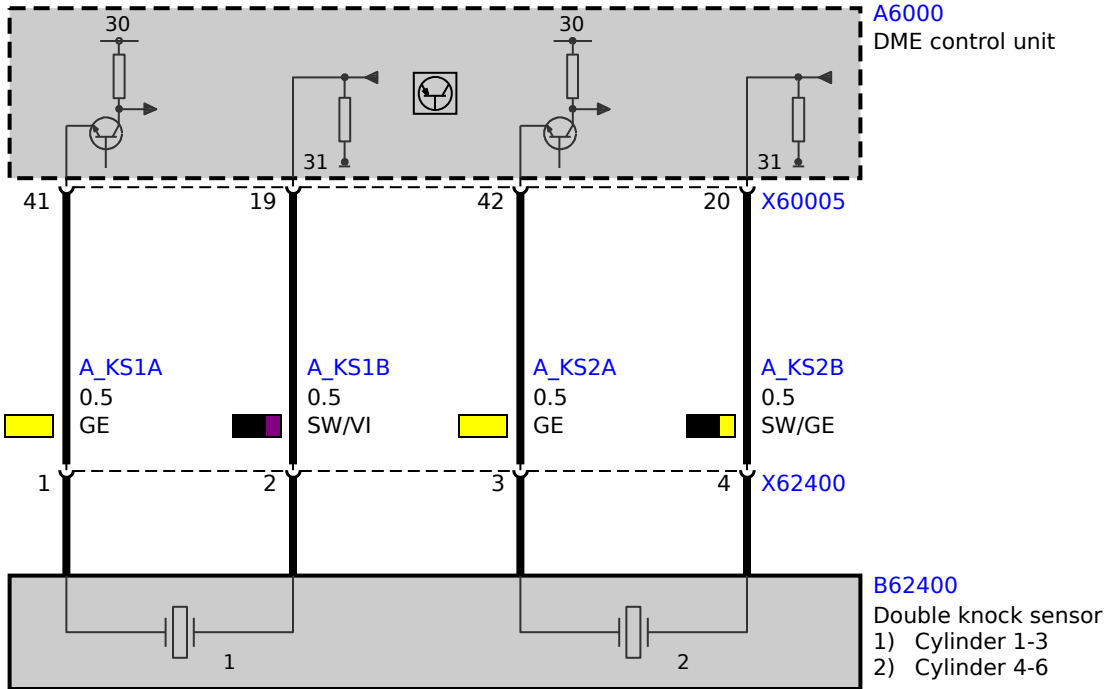 30
30
A6000
DME control unit
31
31
41
19
42
20
X60005
A_KS1A
0.5
GE
A_KS1B
0.5
SW/VI
A_KS2A
0.5
GE
A_KS2B
0.5
SW/GE
1
2
3
4
X62400
B62400
Double knock sensor
1) Cylinder 1-3
2) Cylinder 4-6
1
2